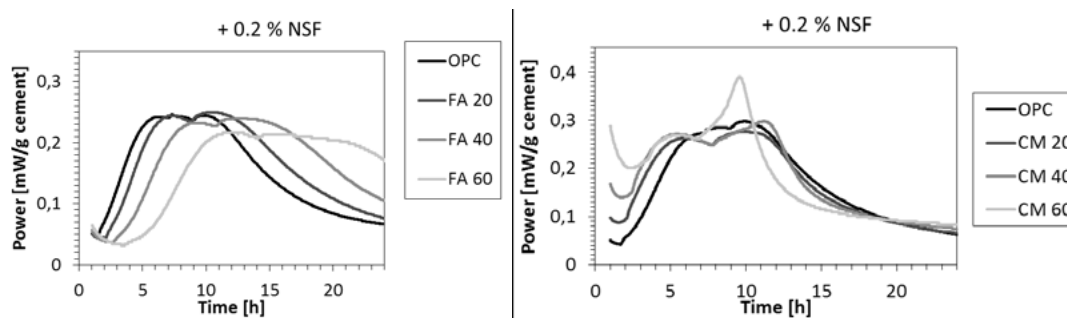 + 0.2 % NSF
Power [mW/g cement]
0,3
0,2
0,1
0
0 5 10 15 20
Time [h]
OPC
FA 20
FA 40
FA 60
+ 0.2 % NSF
Power [mW/g cement]
0,4
0,3
0,2
0,1
0
0 5 10 15 20
Time [h]
OPC
CM 20
CM 40
CM 60